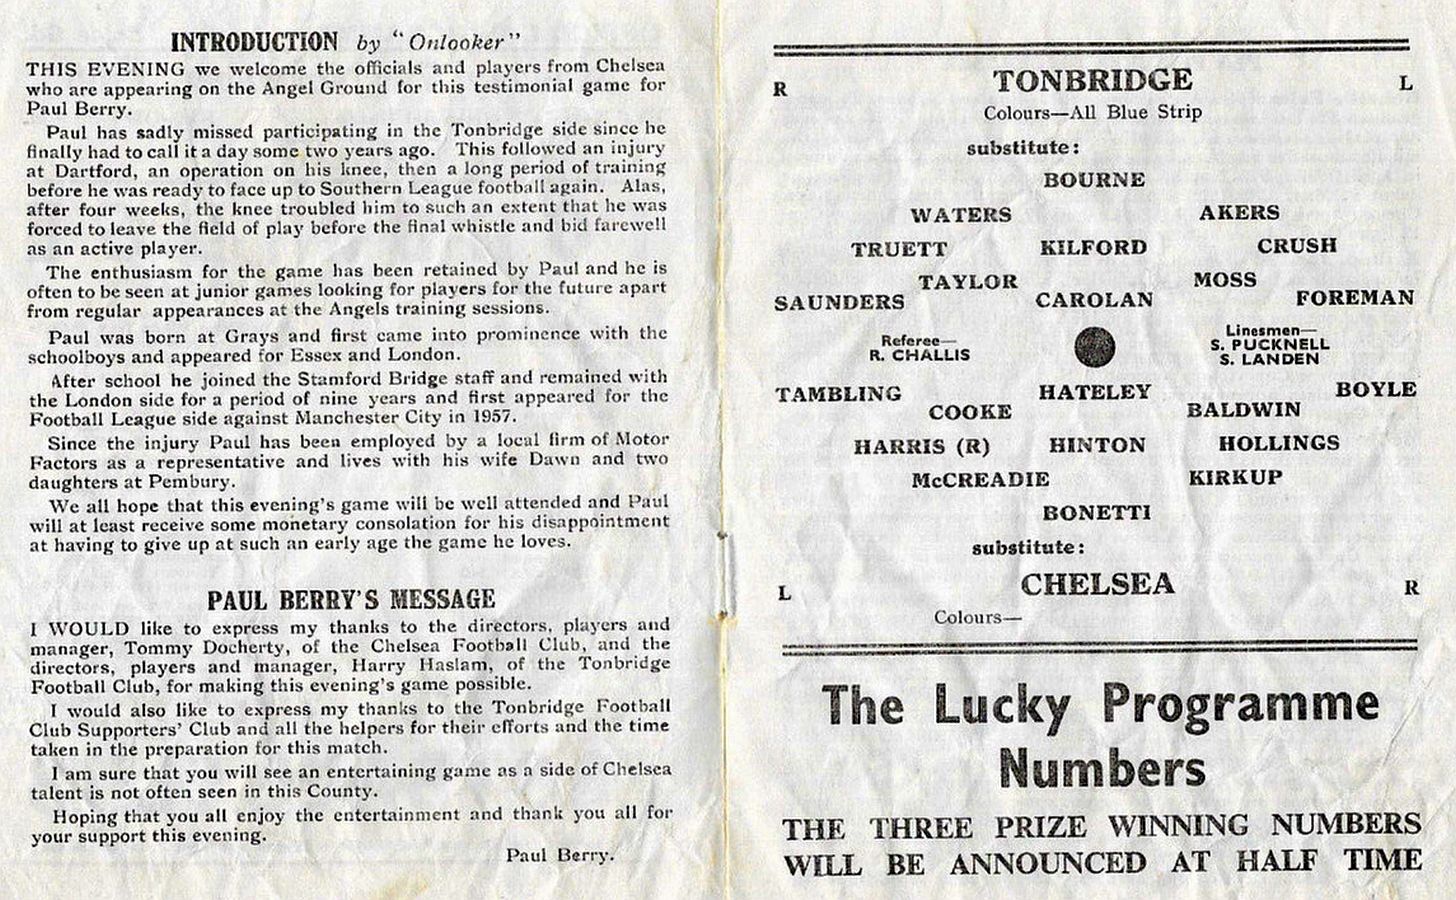 INTRODUCTION by "Onlooker"
THIS EVENING we welcome the officials and players from Chelsea
who are appearing on the Angel Ground for this testimonial game for
Paul Berry.
Paul has sadly missed participating in the Tonbridge side since he
finally had to call it a day some two years ago. This followed an injury
at Dartford, an operation on his knee, then a long period of training
before he was ready to face up to Southern League football again. Alas,
after four weeks, the knee troubled him to such an extent that he was
forced to leave the field of play before the final whistle and bid farewell
as an active player.
The enthusiasm for the game has been retained by Paul and he is
often to be seen at junior games looking for players for the future apart
from regular appearances at the Angels training sessions.
Paul was born at Grays and first came into prominence with the
schoolboys and appeared for Essex and London.
After school he joined the Stamford Bridge staff and remained with
the London side for a period of nine years and first appeared for the
Football League side against Manchester City in 1957.
Since the injury Paul has been employed by a local firm of Motor
Factors as a representative and lives with his wife Dawn and two
daughters at Pembury.
We all hope that this evening's game will be well attended and Paul
will at least receive some monetary consolation for his disappointment
at having to give up at such an early age the game he loves.
PAUL BERRY'S MESSAGE
I WOULD like to express my thanks to the directors, players and
manager, Tommy Docherty, of the Chelsea Football Club, and the
directors, players and manager, Harry Haslam, of the Tonbridge
Football Club, for making this evening's game possible.
I would also like to express my thanks to the Tonbridge Football
Club Supporters' Club and all the helpers for their efforts and the time
taken in the preparation for this match.
I am sure that you will see an entertaining game as a side of Chelsea
talent is not often seen in this County.
Hoping that you all enjoy the entertainment and thank you all for
your support this evening.
Paul Berry.
R TONBRIDGE L
Colours—All Blue Strip
substitute:
BOURNE
WATERS AKERS
TRUETT KILFORD CRUSH
TAYLOR MOSS
SAUNDERS CAROLAN FOREMAN
Referee— Linesmen—
R. CHALLIS S. PUCKNELL
S. LANDEN
TAMBLING HATELEY BOYLE
COOKE BALDWIN
HARRIS (R) HINTON HOLLINGS
McCREADIE KIRKUP
BONETTI
substitute:
L CHELSEA R
Colours—
The Lucky Programme
Numbers
THE THREE PRIZE WINNING NUMBERS
WILL BE ANNOUNCED AT HALF TIME